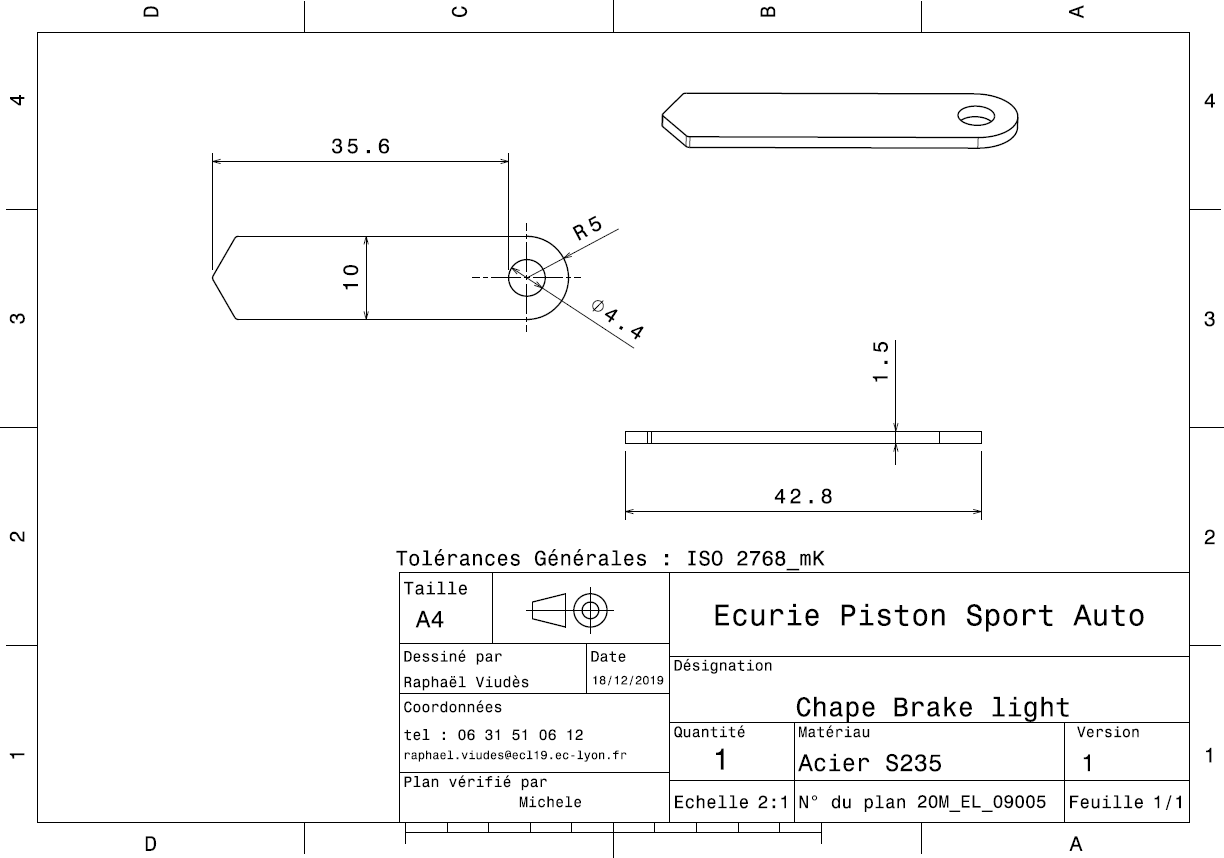 D C B A
4 4
35.6
R5
10
Ø4.4
3 3
1.5
42.8
2 2
Tolérances Générales : ISO 2768_mK
Taille
A4
Ecurie Piston Sport Auto
Dessiné par
Raphaël Viudès
Date
18/12/2019
Désignation
Chape Brake light
Coordonnées
tel : 06 31 51 06 12
raphael.viudes@ecl19.ec-lyon.fr
Quantité
1
Matériau
Acier S235
Version
1
Plan vérifié par
Michele
Echelle 2:1
N° du plan 20M_EL_09005
Feuille 1/1
1 1
D A